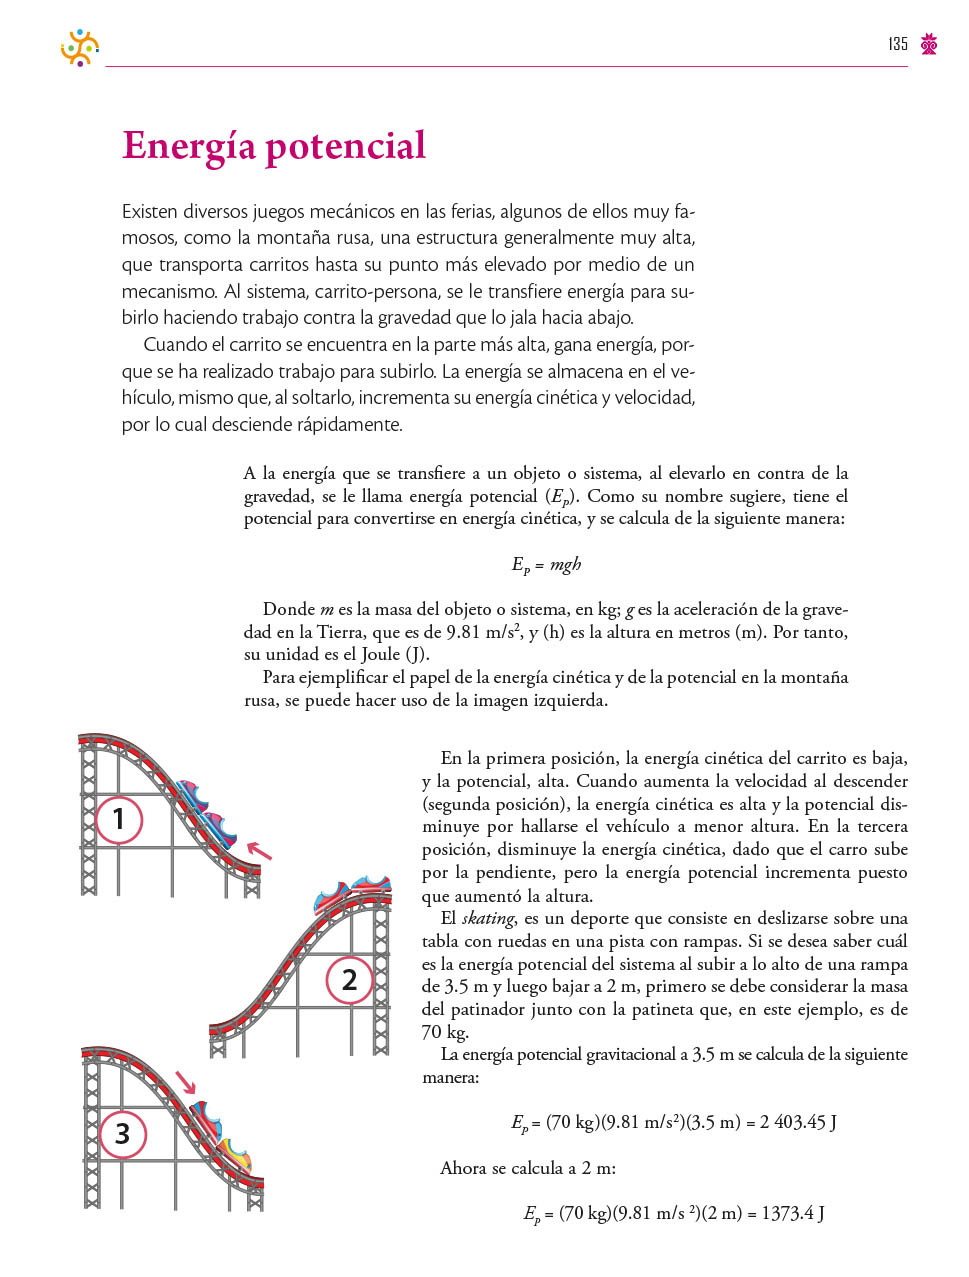 135
Energía potencial
Existen diversos juegos mecánicos en las ferias, algunos de ellos muy fa-
mosos, como la montaña rusa, una estructura generalmente muy alta,
que transporta carritos hasta su punto más elevado por medio de un
mecanismo. Al sistema, carrito-persona, se le transfiere energía para su-
birlo haciendo trabajo contra la gravedad que lo jala hacia abajo.
Cuando el carrito se encuentra en la parte más alta, gana energía, por-
que se ha realizado trabajo para subirlo. La energía se almacena en el ve-
hículo, mismo que, al soltarlo, incrementa su energía cinética y velocidad,
por lo cual desciende rápidamente.
A la energía que se transfiere a un objeto o sistema, al elevarlo en contra de la
gravedad, se le llama energía potencial (Eₚ). Como su nombre sugiere, tiene el
potencial para convertirse en energía cinética, y se calcula de la siguiente manera:
Eₚ = mgh
Donde m es la masa del objeto o sistema, en kg; g es la aceleración de la grave-
dad en la Tierra, que es de 9.81 m/s², y (h) es la altura en metros (m). Por tanto,
su unidad es el Joule (J).
Para ejemplificar el papel de la energía cinética y de la potencial en la montaña
rusa, se puede hacer uso de la imagen izquierda.
1
2
3
En la primera posición, la energía cinética del carrito es baja,
y la potencial, alta. Cuando aumenta la velocidad al descender
(segunda posición), la energía cinética es alta y la potencial dis-
minuye por hallarse el vehículo a menor altura. En la tercera
posición, disminuye la energía cinética, dado que el carro sube
por la pendiente, pero la energía potencial incrementa puesto
que aumentó la altura.
El skating, es un deporte que consiste en deslizarse sobre una
tabla con ruedas en una pista con rampas. Si se desea saber cuál
es la energía potencial del sistema al subir a lo alto de una rampa
de 3.5 m y luego bajar a 2 m, primero se debe considerar la masa
del patinador junto con la patineta que, en este ejemplo, es de
70 kg.
La energía potencial gravitacional a 3.5 m se calcula de la siguiente
manera:
Eₚ = (70 kg)(9.81 m/s²)(3.5 m) = 2 403.45 J
Ahora se calcula a 2 m:
Eₚ = (70 kg)(9.81 m/s ²)(2 m) = 1373.4 J